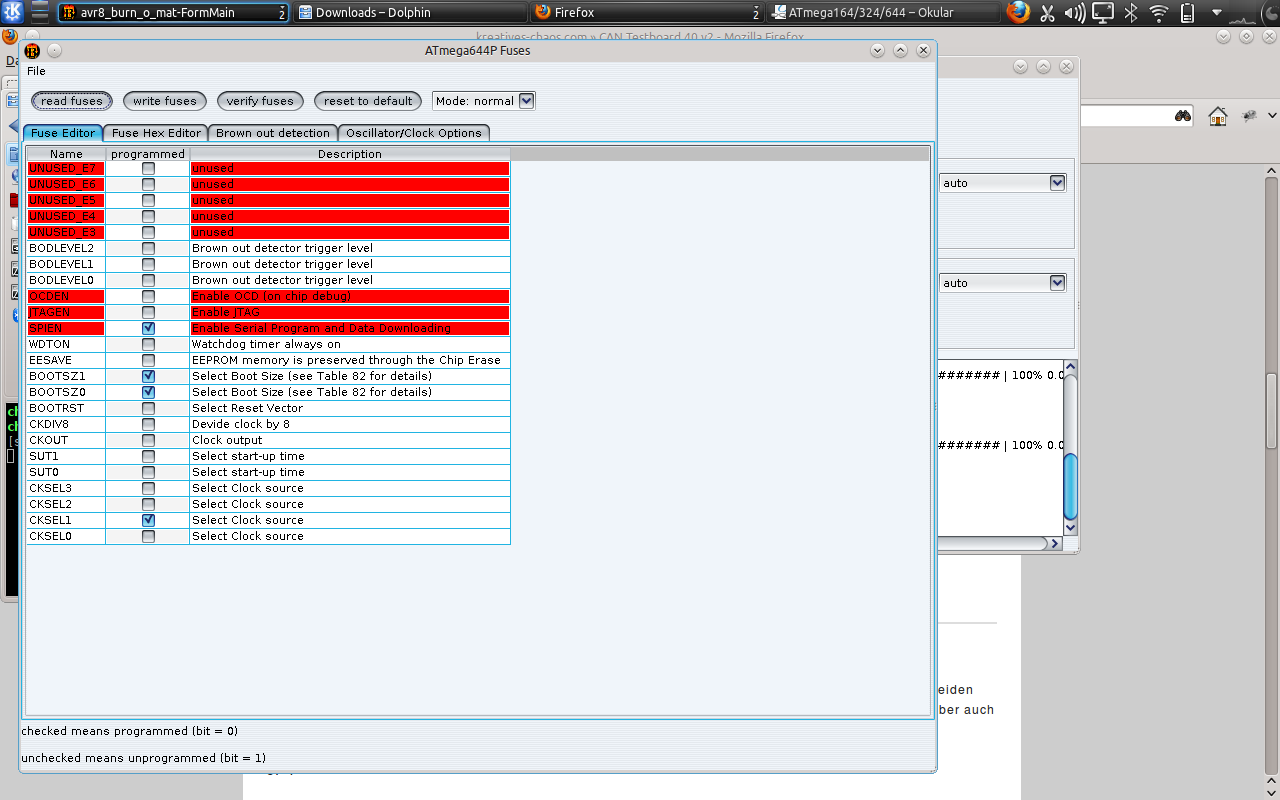 avr8_burn_o_mat-FormMain 2 Downloads – Dolphin Firefox 2 ATmega164/324/644 – Okular
kreatives-chaos.com » CAN Testboard 40 v2 - Mozilla Firefox
ATmega644P Fuses
File
read fuses write fuses verify fuses reset to default Mode: normal
Fuse Editor Fuse Hex Editor Brown out detection Oscillator/Clock Options
Name programmed Description
UNUSED_E7 unused
UNUSED_E6 unused
UNUSED_E5 unused
UNUSED_E4 unused
UNUSED_E3 unused
BODLEVEL2 Brown out detector trigger level
BODLEVEL1 Brown out detector trigger level
BODLEVEL0 Brown out detector trigger level
OCDEN Enable OCD (on chip debug)
JTAGEN Enable JTAG
SPIEN Enable Serial Program and Data Downloading
WDTON Watchdog timer always on
EESAVE EEPROM memory is preserved through the Chip Erase
BOOTSZ1 Select Boot Size (see Table 82 for details)
BOOTSZ0 Select Boot Size (see Table 82 for details)
BOOTRST Select Reset Vector
CKDIV8 Devide clock by 8
CKOUT Clock output
SUT1 Select start-up time
SUT0 Select start-up time
CKSEL3 Select Clock source
CKSEL2 Select Clock source
CKSEL1 Select Clock source
CKSEL0 Select Clock source
checked means programmed (bit = 0)
unchecked means unprogrammed (bit = 1)
auto
auto
####### | 100% 0.0
####### | 100% 0.0
eiden
ber auch